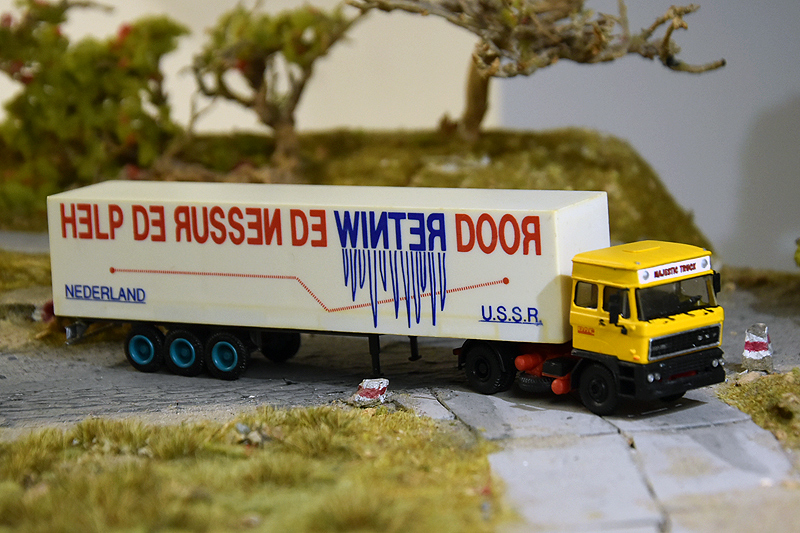 HELP DE RUSSEN DE WINTER DOOR
NEDERLAND
U.S.S.R.
MAJESTIC TRUCK